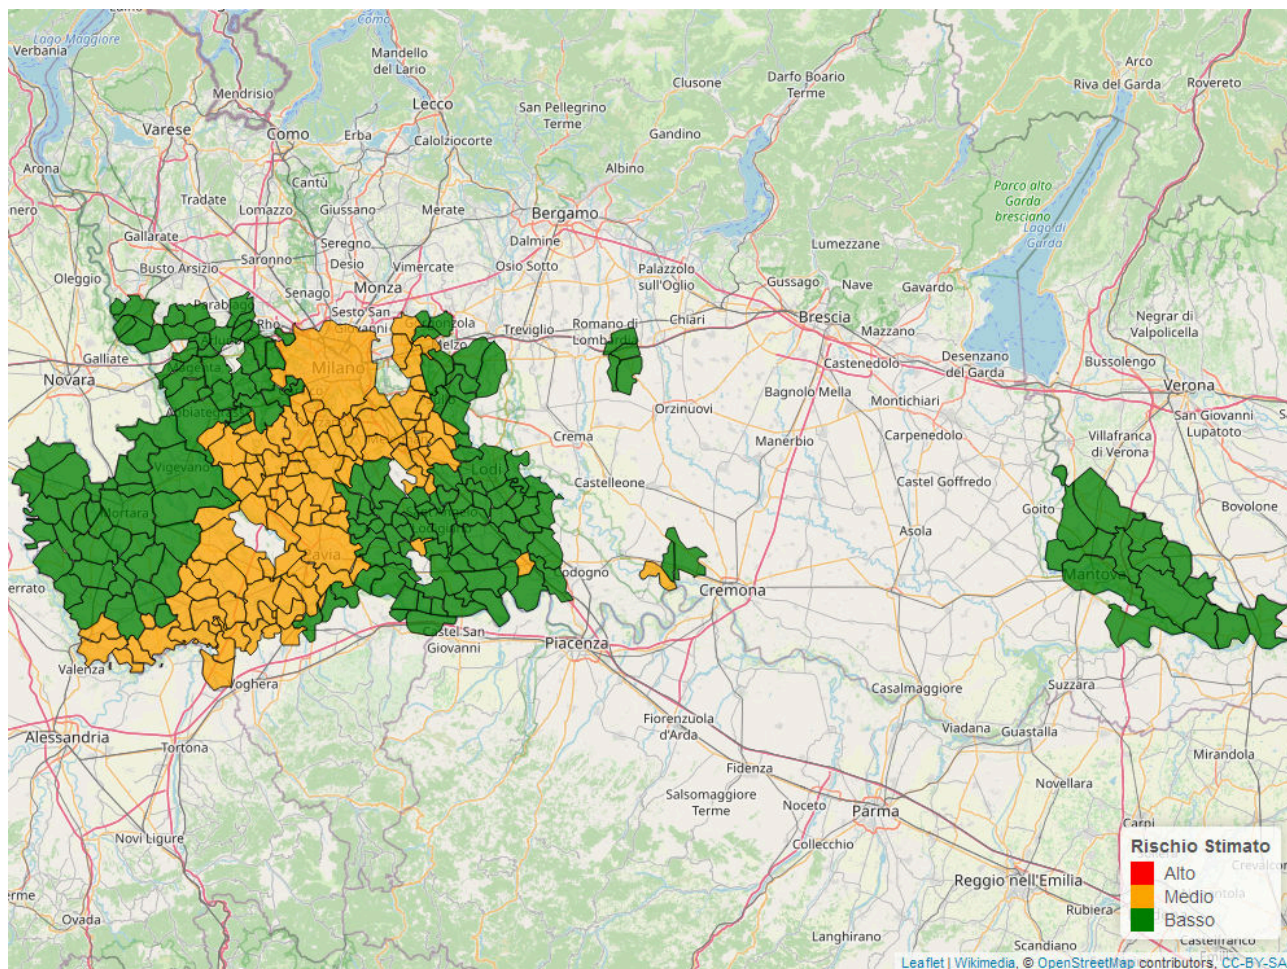 Lago Maggiore
Verbania
Como
Mandello
del Lario
Clusone
Darfo Boario
Terme
Arco
Riva del Garda
Rovereto
Mendrisio
Lecco
San Pellegrino
Terme
Varese
Como
Erba
Calolziocorte
Gandino
Arona
Albino
Cantù
Parco alto
Garda
bresciano
Lago di
Garda
Tradate
Lomazzo
Giussano
Merate
Bergamo
Gallarate
Seregno
Dalmine
Lumezzane
Oleggio
Busto Arsizio
Saronno
Desio
Vimercate
Osio Sotto
Palazzolo
sull'Oglio
Gussago
Nave
Gavardo
Senago
Monza
Parabiago
Sesto San
Giovanni
Rho
Treviglio
Romano di
Lombardia
Chiari
Brescia
Mazzano
Negrar di
Valpolicella
Galliate
Melzo
Castenedolo
Desenzano
del Garda
Bussolengo
Novara
Magenta
Milano
Bagnolo Mella
Montichiari
Verona
Orzinuovi
San Giovanni
Lupatoto
Crema
Manerbio
Carpenedolo
Villafranca
di Verona
Vigevano
Lodi
Castelleone
Castel Goffredo
Mortara
Goito
Bovolone
Asola
Pavia
Codogno
Cremona
Mantova
Castel San
Giovanni
Piacenza
Valenza
Voghera
Casalmaggiore
Suzzara
Alessandria
Tortona
Fiorenzuola
d'Arda
Viadana
Guastalla
Mirandola
Fidenza
Novellara
Salsomaggiore
Terme
Noceto
Parma
Novi Ligure
Collecchio
Carpi
Reggio nell'Emilia
Rubiera
Ovada
Langhirano
Scandiano
Castelfranco
Rischio Stimato
Alto
Medio
Basso
Leaflet | Wikimedia, © OpenStreetMap contributors, CC-BY-SA